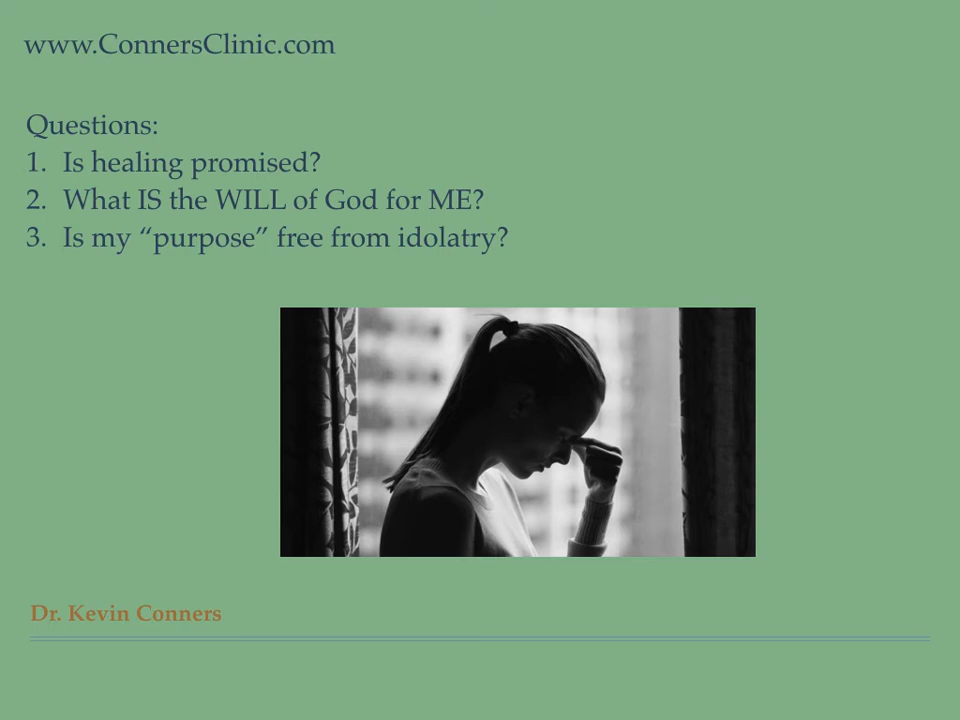 www.ConnersClinic.com
Questions:
1. Is healing promised?
2. What IS the WILL of God for ME?
3. Is my “purpose” free from idolatry?
Dr. Kevin Conners